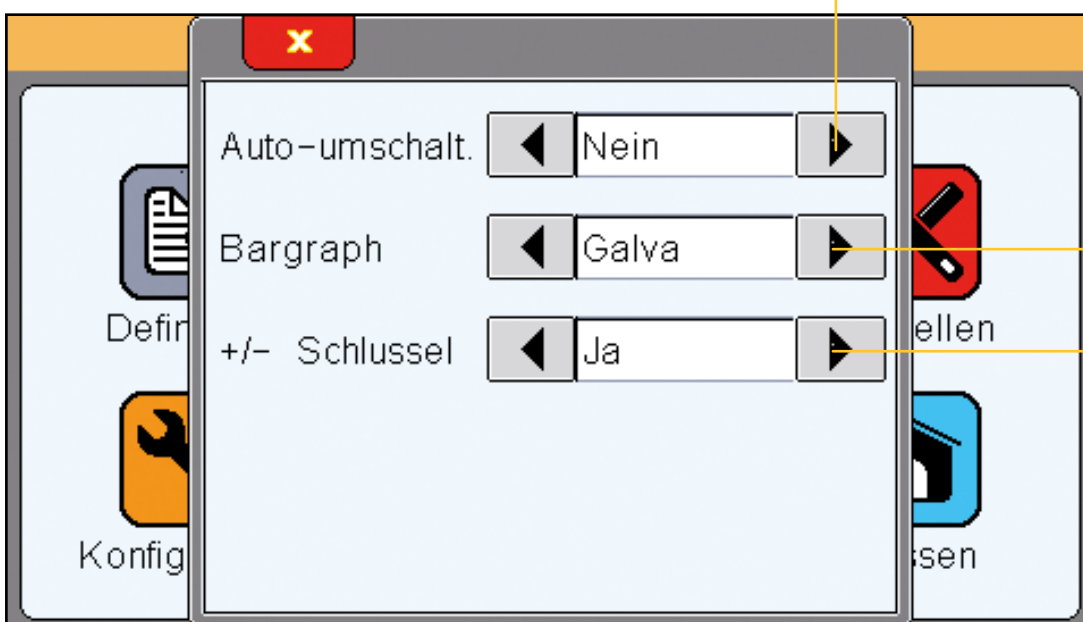 x
Auto-umschalt. Nein
Bargraph Galva
+/- Schlussel Ja
Defin
ellen
Konfig
ssen